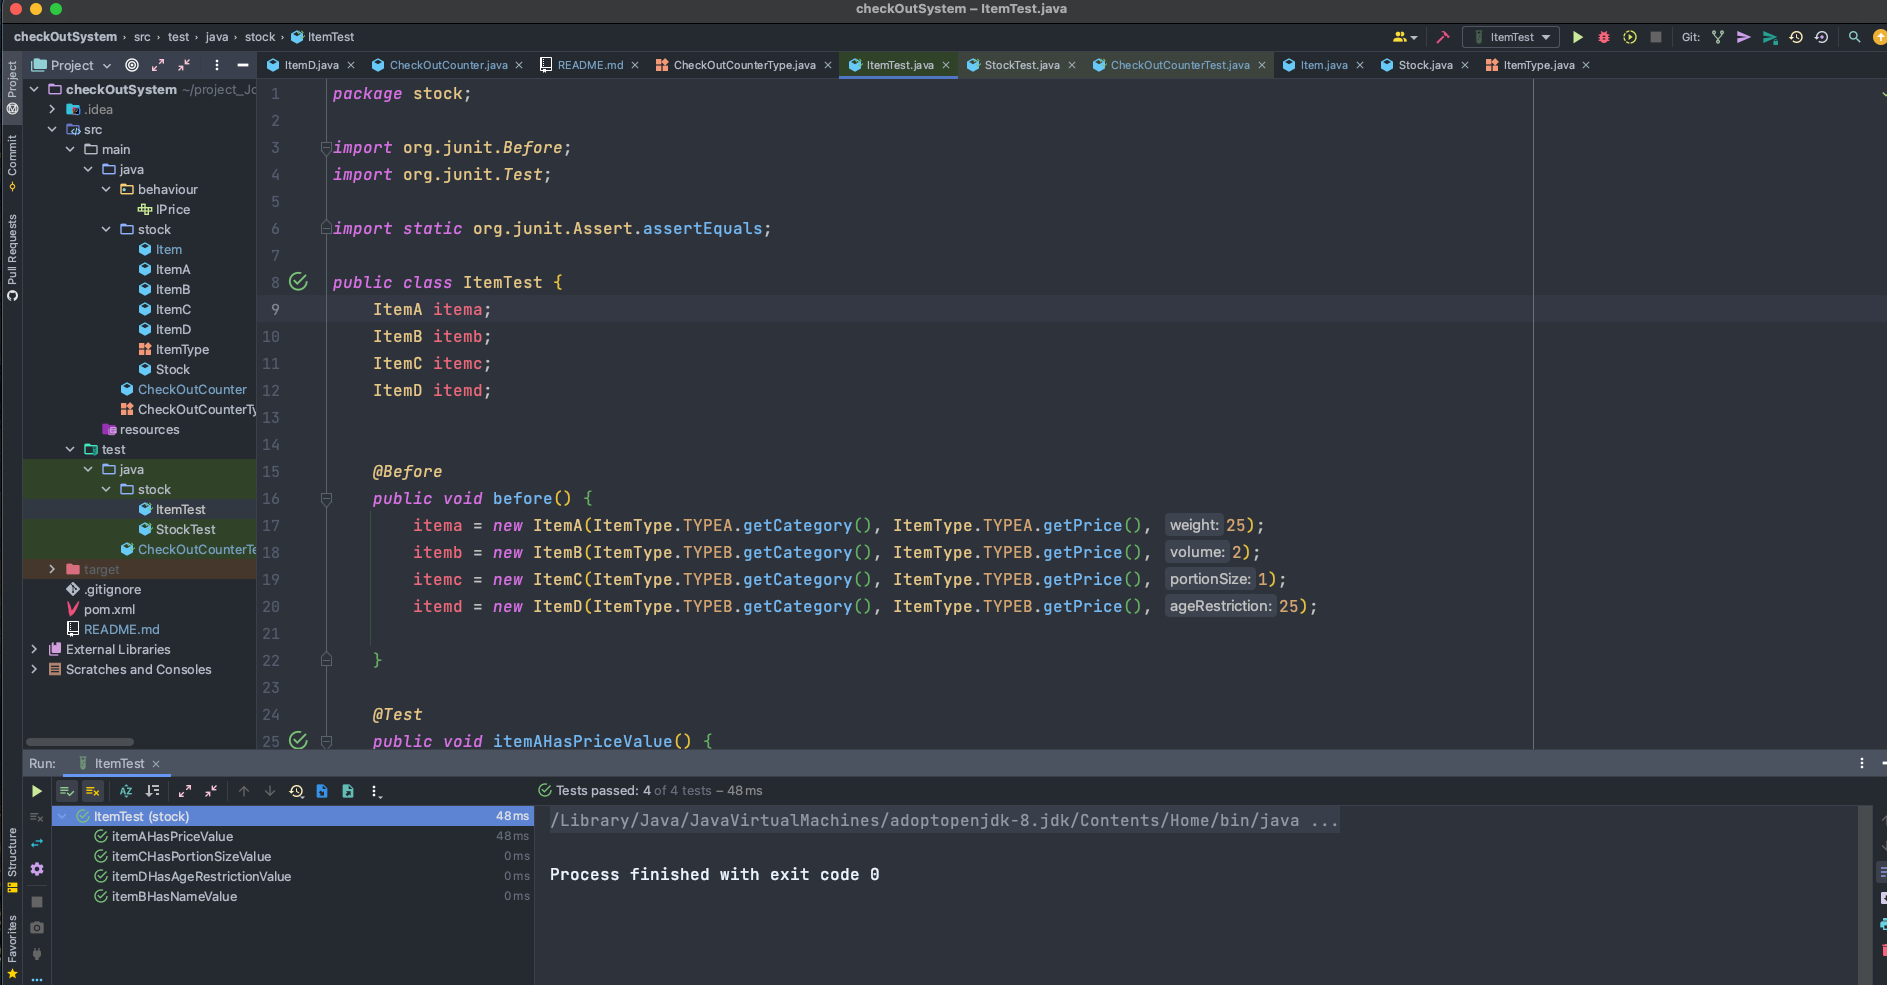 checkOutSystem – ItemTest.java
checkOutSystem › src › test › java › stock › ItemTest
ItemTest
Git:
Project
ItemD.java
CheckOutCounter.java
README.md
CheckOutCounterType.java
ItemTest.java
StockTest.java
CheckOutCounterTest.java
Item.java
Stock.java
ItemType.java
Project
Commit
Pull Requests
Structure
Favorites
checkOutSystem ~/project_Jc
.idea
src
main
java
behaviour
IPrice
stock
Item
ItemA
ItemB
ItemC
ItemD
ItemType
Stock
CheckOutCounter
CheckOutCounterTy
resources
test
java
stock
ItemTest
StockTest
CheckOutCounterTe
target
.gitignore
pom.xml
README.md
External Libraries
Scratches and Consoles
1 package stock;
2
3 import org.junit.Before;
4 import org.junit.Test;
5
6 import static org.junit.Assert.assertEquals;
7
8 public class ItemTest {
9 ItemA itema;
10 ItemB itemb;
11 ItemC itemc;
12 ItemD itemd;
13
14
15 @Before
16 public void before() {
17 itema = new ItemA(ItemType.TYPEA.getCategory(), ItemType.TYPEA.getPrice(), weight: 25);
18 itemb = new ItemB(ItemType.TYPEB.getCategory(), ItemType.TYPEB.getPrice(), volume: 2);
19 itemc = new ItemC(ItemType.TYPEB.getCategory(), ItemType.TYPEB.getPrice(), portionSize: 1);
20 itemd = new ItemD(ItemType.TYPEB.getCategory(), ItemType.TYPEB.getPrice(), ageRestriction: 25);
21
22 }
23
24 @Test
25 public void itemAHasPriceValue() {
Run: ItemTest
Tests passed: 4 of 4 tests – 48 ms
ItemTest (stock) 48 ms
itemAHasPriceValue 48 ms
itemCHasPortionSizeValue 0 ms
itemDHasAgeRestrictionValue 0 ms
itemBHasNameValue 0 ms
/Library/Java/JavaVirtualMachines/adoptopenjdk-8.jdk/Contents/Home/bin/java ...
Process finished with exit code 0